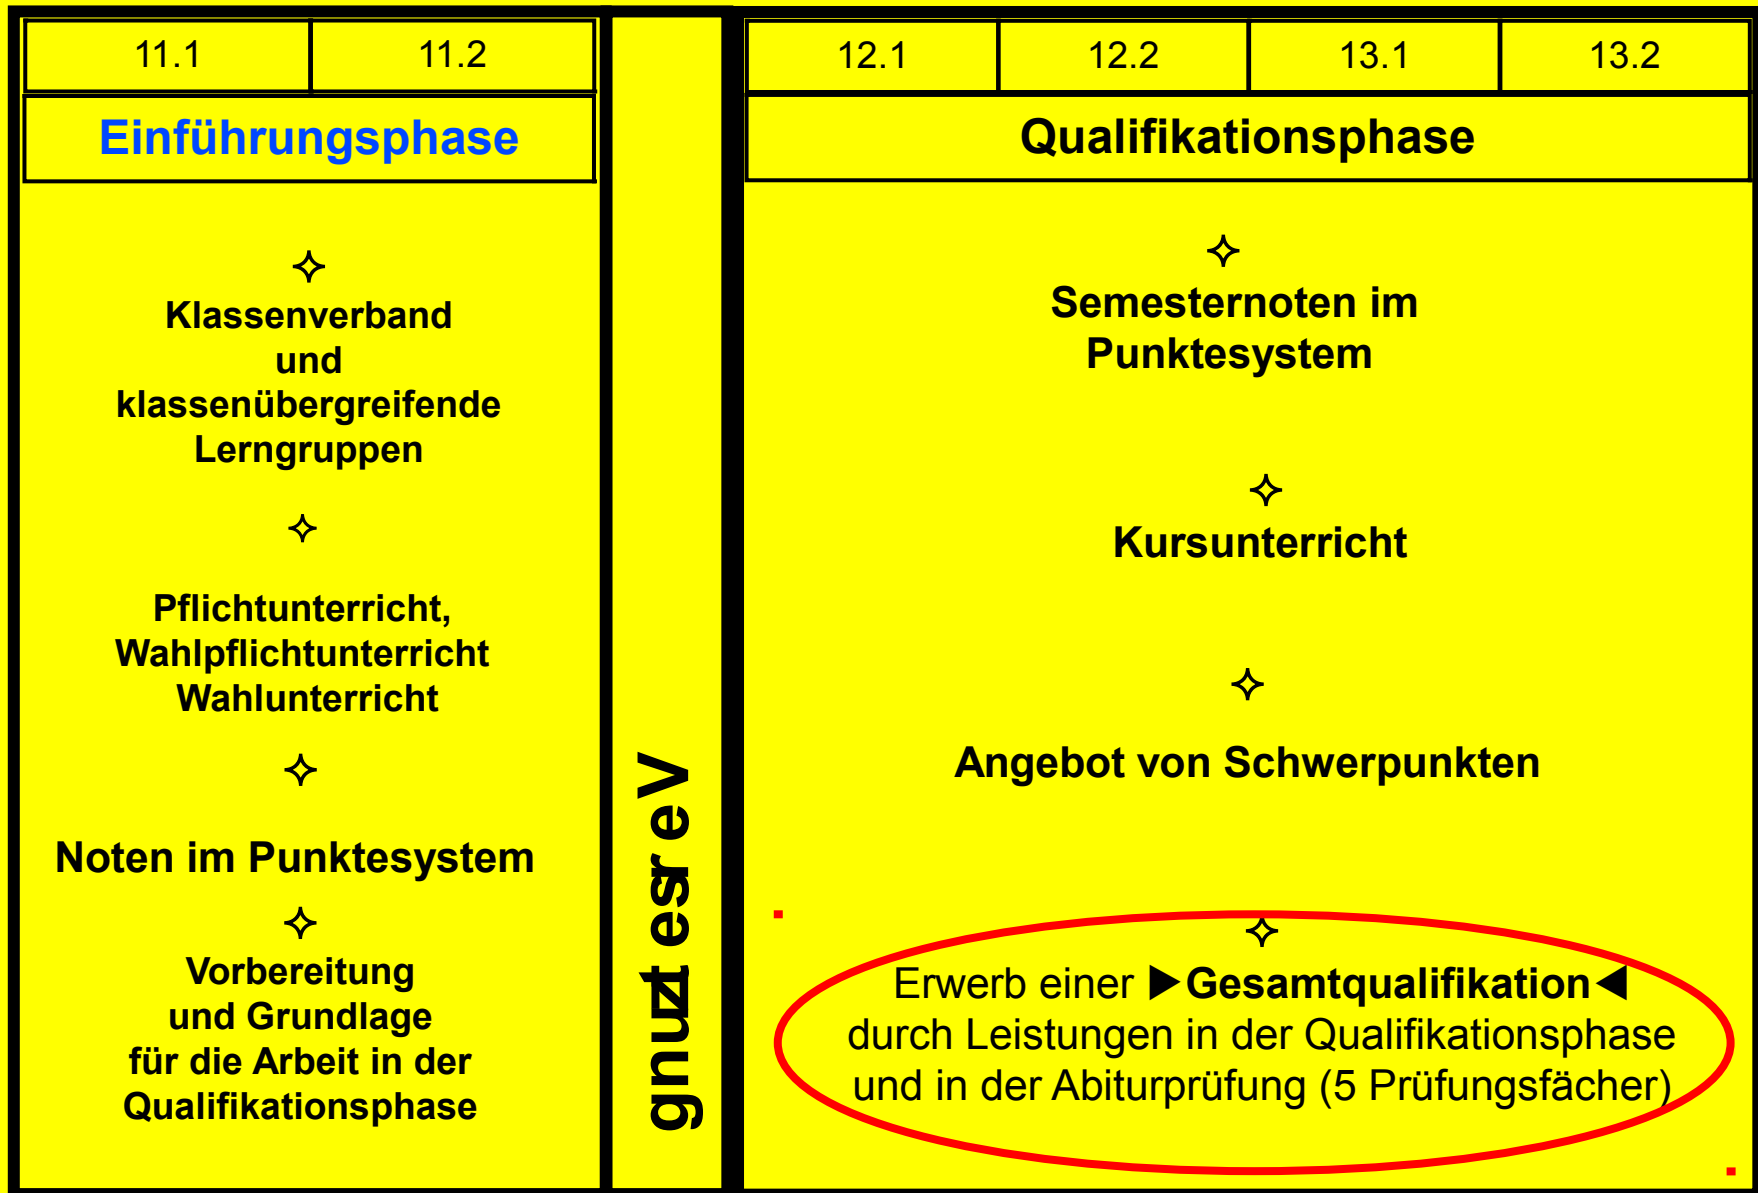 11.1 11.2
Einführungsphase
✧
Klassenverband
und
klassenübergreifende
Lerngruppen
✧
Pflichtunterricht,
Wahlpflichtunterricht
Wahlunterricht
✧
Noten im Punktesystem
✧
Vorbereitung
und Grundlage
für die Arbeit in der
Qualifikationsphase
Versetzung
12.1 12.2 13.1 13.2
Qualifikationsphase
✧
Semesternoten im
Punktesystem
✧
Kursunterricht
✧
Angebot von Schwerpunkten
✧
Erwerb einer ▶Gesamtqualifikation◀
durch Leistungen in der Qualifikationsphase
und in der Abiturprüfung (5 Prüfungsfächer)